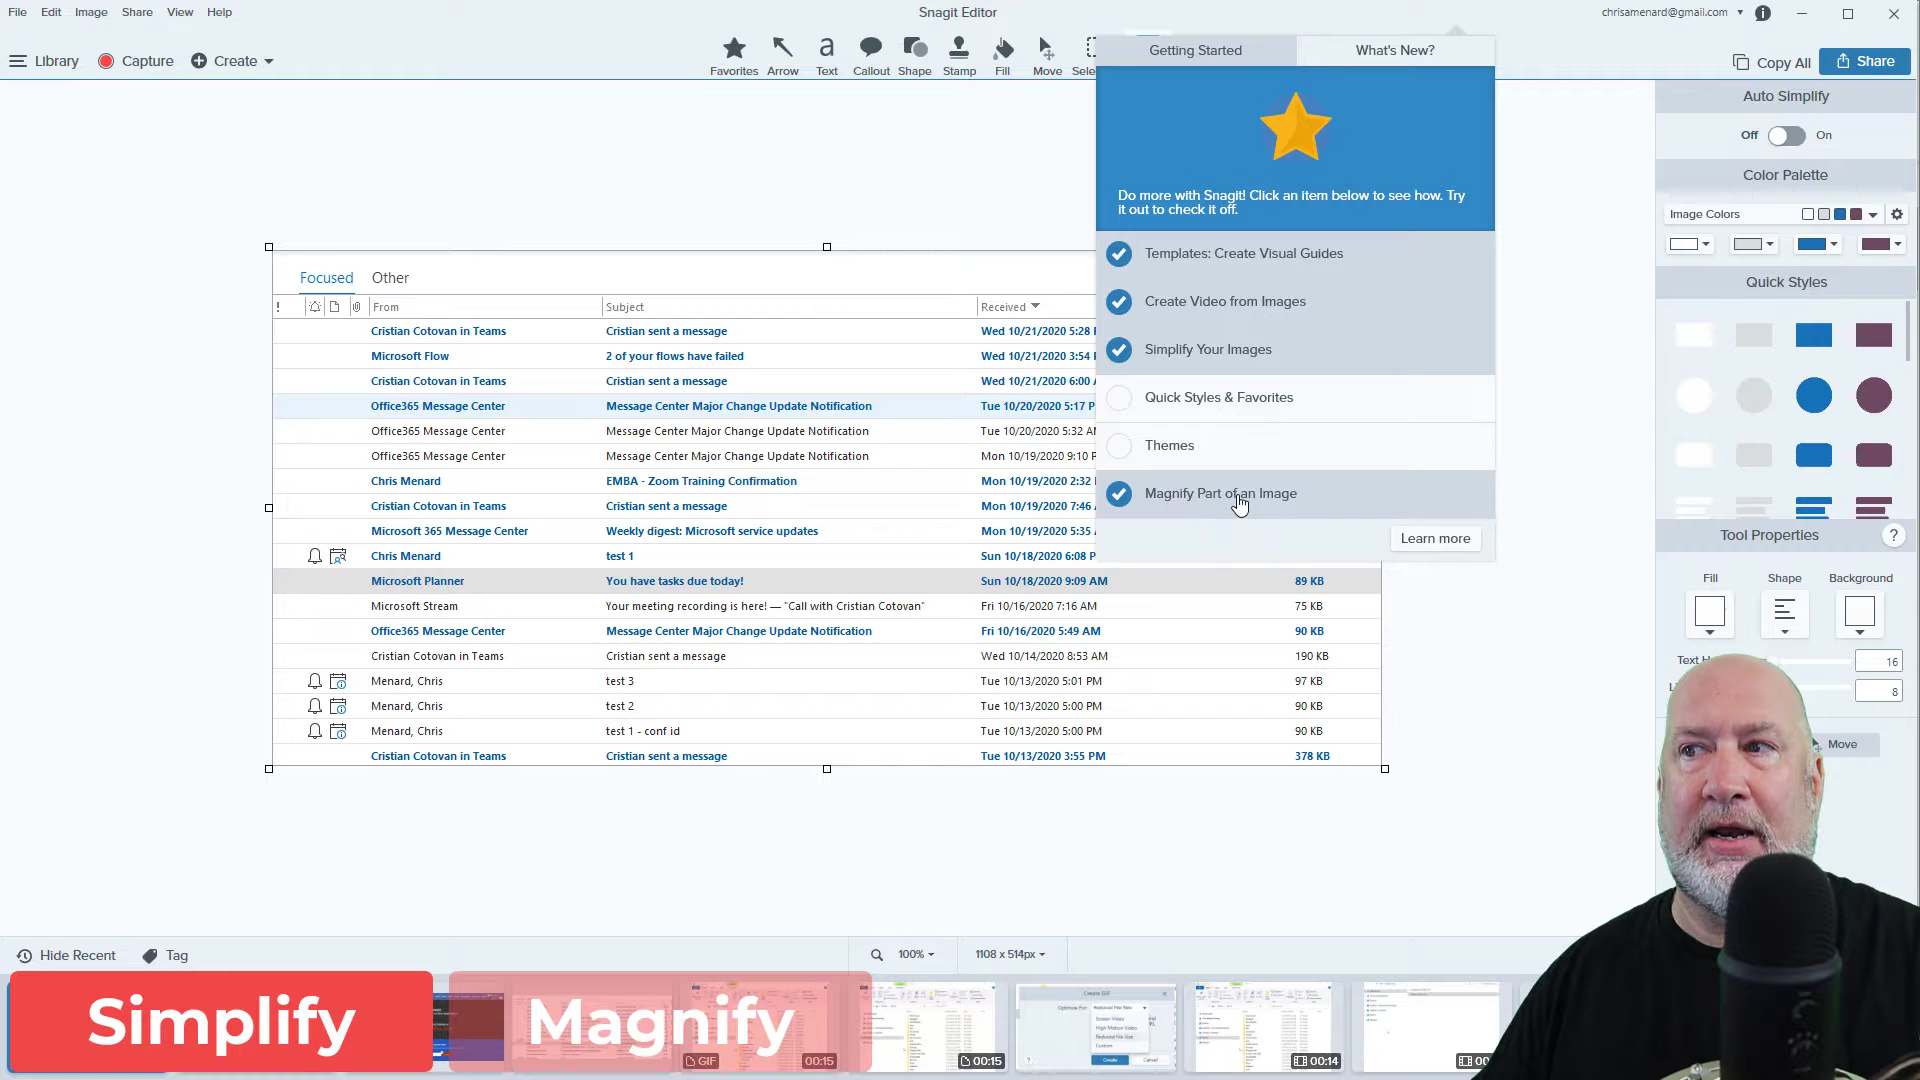 File Edit Image Share View Help
Snagit Editor
chrisamenard@gmail.com
Library Capture Create
Favorites Arrow Text Callout Shape Stamp Fill Move
Copy All Share
Getting Started What's New?
Do more with Snagit! Click an item below to see how. Try
it out to check it off.
Templates: Create Visual Guides
Create Video from Images
Simplify Your Images
Quick Styles & Favorites
Themes
Magnify Part of an Image
Learn more
Auto Simplify
Off On
Color Palette
Image Colors
Quick Styles
Tool Properties ?
Fill Shape Background
16
8
Move
Focused Other
! From Subject Received
Cristian Cotovan in Teams Cristian sent a message Wed 10/21/2020 5:28
Microsoft Flow 2 of your flows have failed Wed 10/21/2020 3:54
Cristian Cotovan in Teams Cristian sent a message Wed 10/21/2020 6:00
Office365 Message Center Message Center Major Change Update Notification Tue 10/20/2020 5:17
Office365 Message Center Message Center Major Change Update Notification Tue 10/20/2020 5:32
Office365 Message Center Message Center Major Change Update Notification Mon 10/19/2020 9:10
Chris Menard EMBA - Zoom Training Confirmation Mon 10/19/2020 2:32
Cristian Cotovan in Teams Cristian sent a message Mon 10/19/2020 7:46
Microsoft 365 Message Center Weekly digest: Microsoft service updates Mon 10/19/2020 5:35
Chris Menard test 1 Sun 10/18/2020 6:08
Microsoft Planner You have tasks due today! Sun 10/18/2020 9:09 AM 89 KB
Microsoft Stream Your meeting recording is here! — "Call with Cristian Cotovan" Fri 10/16/2020 7:16 AM 75 KB
Office365 Message Center Message Center Major Change Update Notification Fri 10/16/2020 5:49 AM 90 KB
Cristian Cotovan in Teams Cristian sent a message Wed 10/14/2020 8:53 AM 190 KB
Menard, Chris test 3 Tue 10/13/2020 5:01 PM 97 KB
Menard, Chris test 2 Tue 10/13/2020 5:00 PM 90 KB
Menard, Chris test 1 - conf id Tue 10/13/2020 5:00 PM 90 KB
Cristian Cotovan in Teams Cristian sent a message Tue 10/13/2020 3:55 PM 378 KB
Hide Recent Tag 100% 1108 x 514px
Simplify Magnify
GIF 00:15 00:15 00:14
Create GIF
Screen Video
High Motion Video
Reduced File Size
Custom
Create Cancel